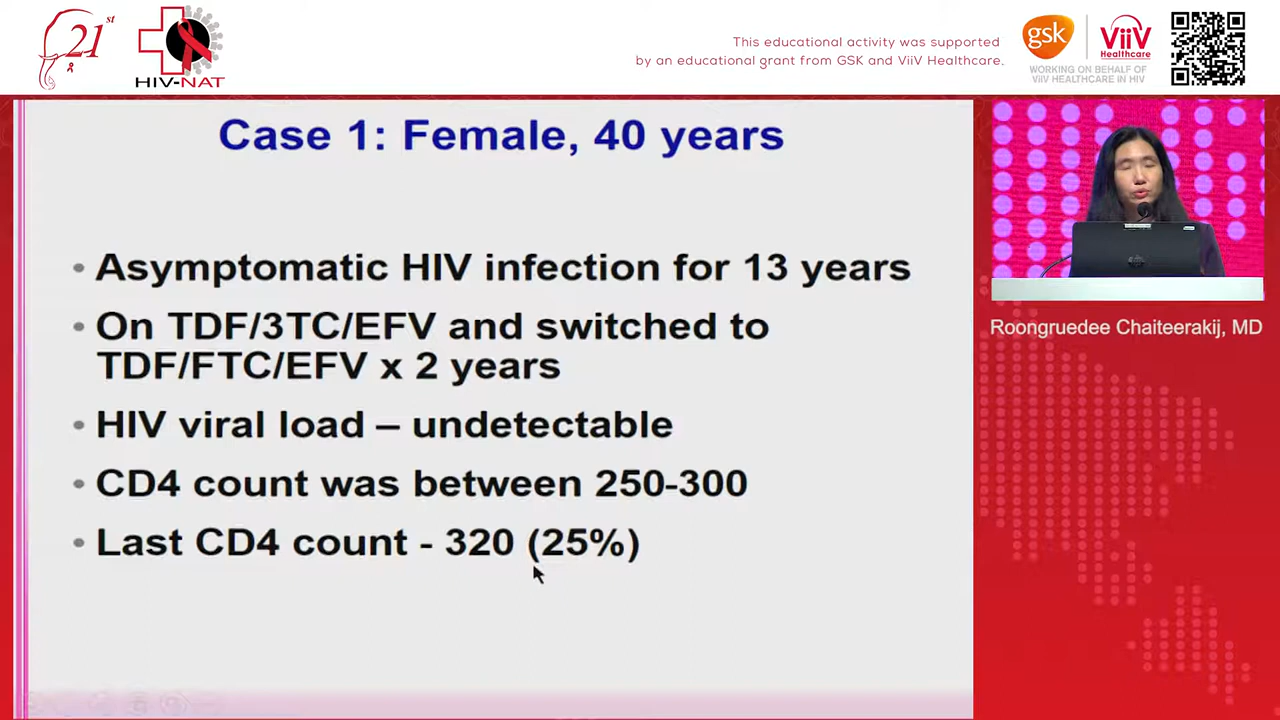 21st
HIV-NAT
This educational activity was supported
by an educational grant from GSK and ViiV Healthcare.
gsk
ViiV
Healthcare
WORKING ON BEHALF OF
ViiV HEALTHCARE IN HIV
Case 1: Female, 40 years
• Asymptomatic HIV infection for 13 years
• On TDF/3TC/EFV and switched to
TDF/FTC/EFV x 2 years
• HIV viral load – undetectable
• CD4 count was between 250-300
• Last CD4 count - 320 (25%)
Roongruedee Chaiteerakij, MD